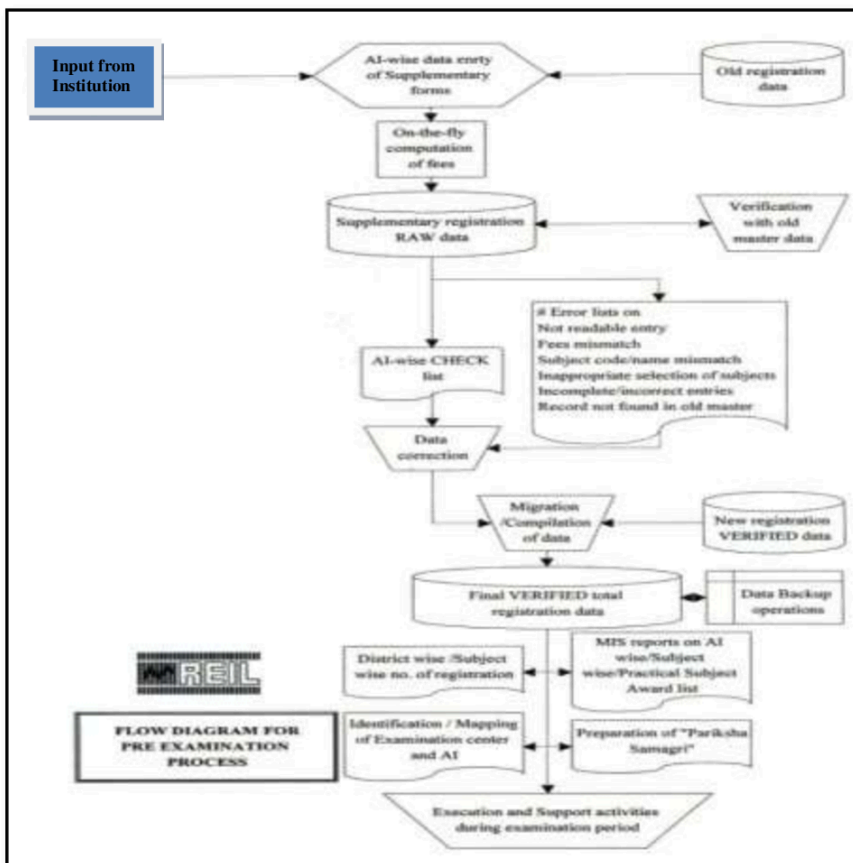 Input from
Institution
AI-wise data enrty
of Supplementary
forms
Old registration
data
On-the-fly
computation
of fees
Supplementary registration
RAW data
Verification
with old
master data
# Error lists on
Not readable entry
Fees mismatch
Subject code/name mismatch
Inappropriate selection of subjects
Incomplete/incorrect entries
Record not found in old master
AI-wise CHECK
list
Data
correction
Migration
/Compilation
of data
New registration
VERIFIED data
Final VERIFIED total
registration data
Data Backup
operations
District wise /Subject
wise no. of registration
MIS reports on AI
wise/Subject
wise/Practical Subject
Award list
REIL
FLOW DIAGRAM FOR
PRE EXAMINATION
PROCESS
Identification / Mapping
of Examination center
and AI
Preparation of "Pariksha
Samagri"
Execution and Support activities
during examination period